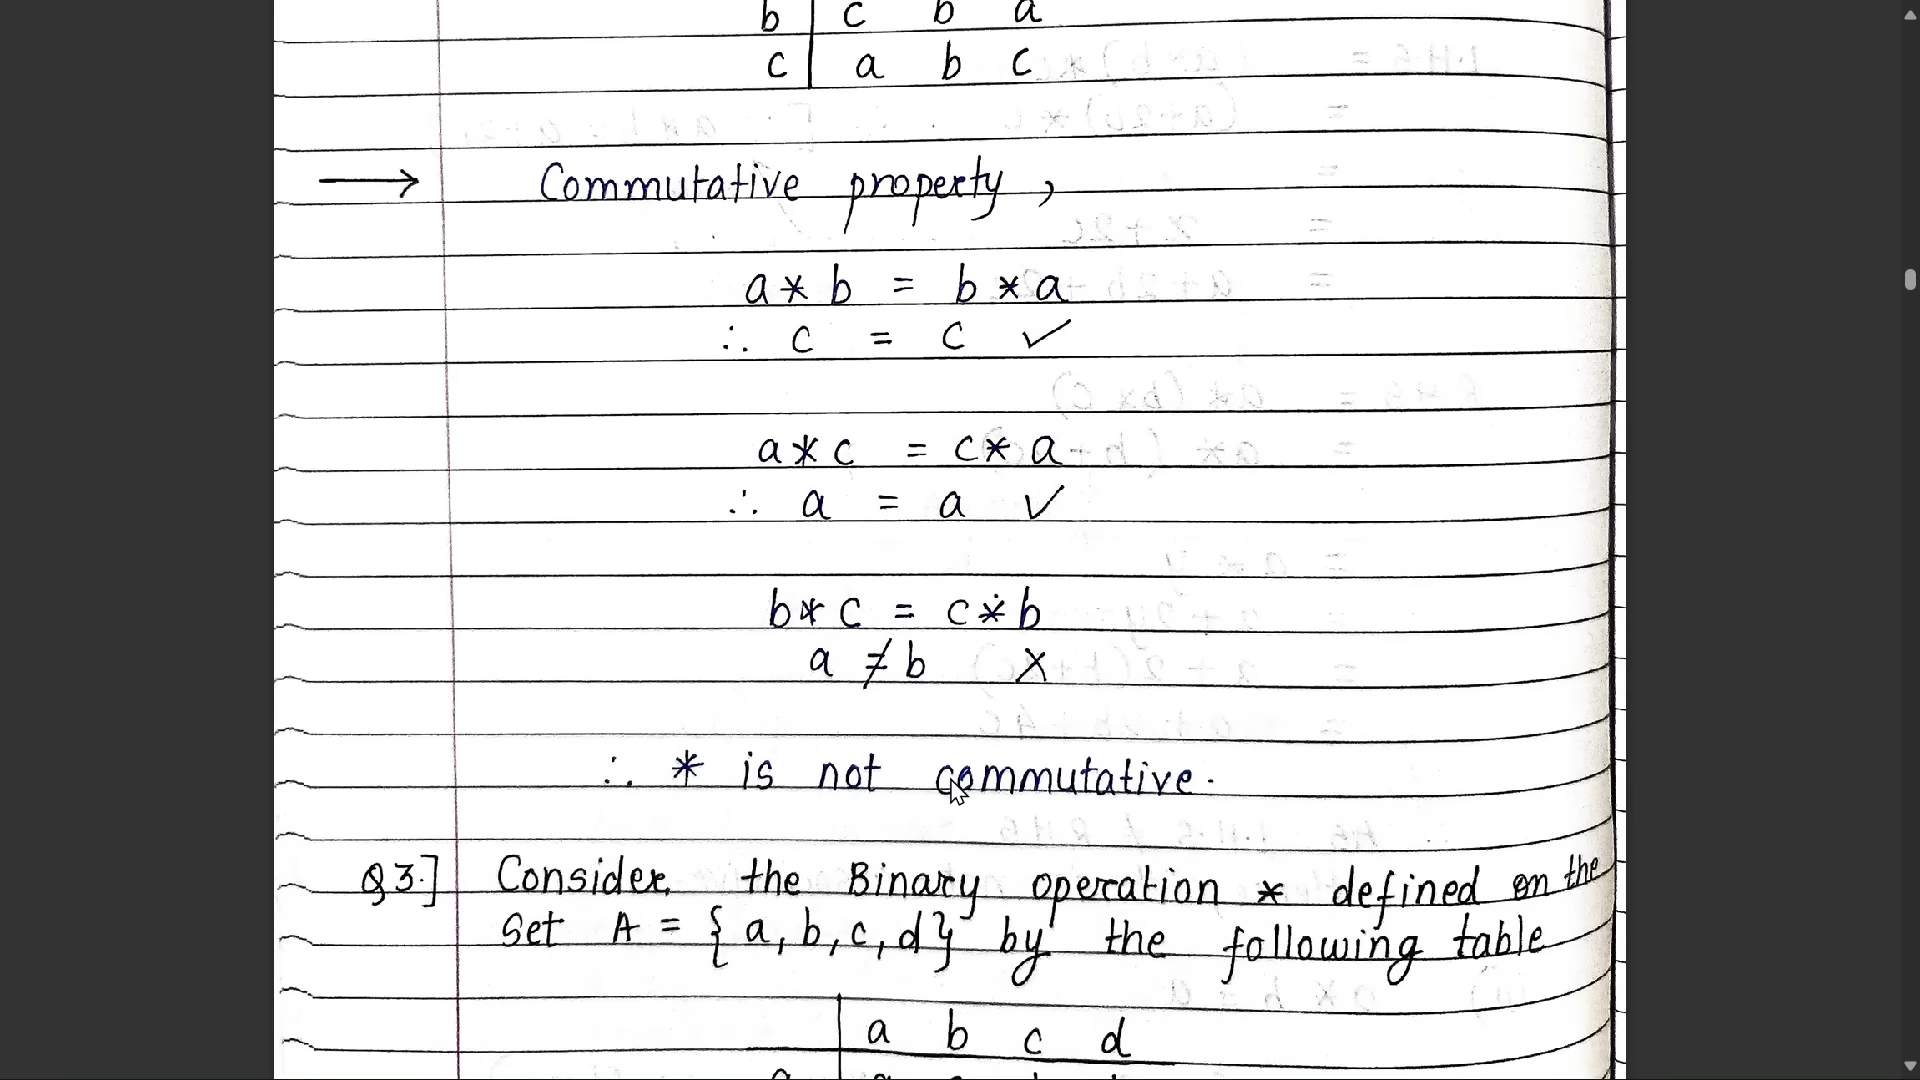 b | c b a
c | a b c
→ Commutative property,
a * b = b * a
∴ c = c ✓
a * c = c * a
∴ a = a ✓
b * c = c * b
a ≠ b X
∴ * is not commutative.
Q3.] Consider the Binary operation * defined on the
set A = {a, b, c, d} by the following table
a b c d